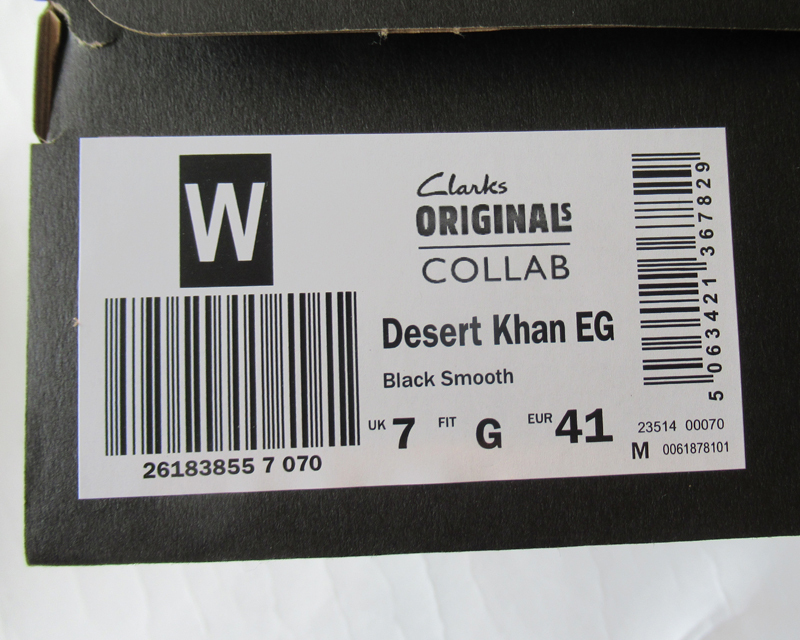 W
Clarks
ORIGINALS
COLLAB
Desert Khan EG
Black Smooth
UK 7 FIT G EUR 41
26183855 7 070
5 063421 367829
23514 00070
M 0061878101